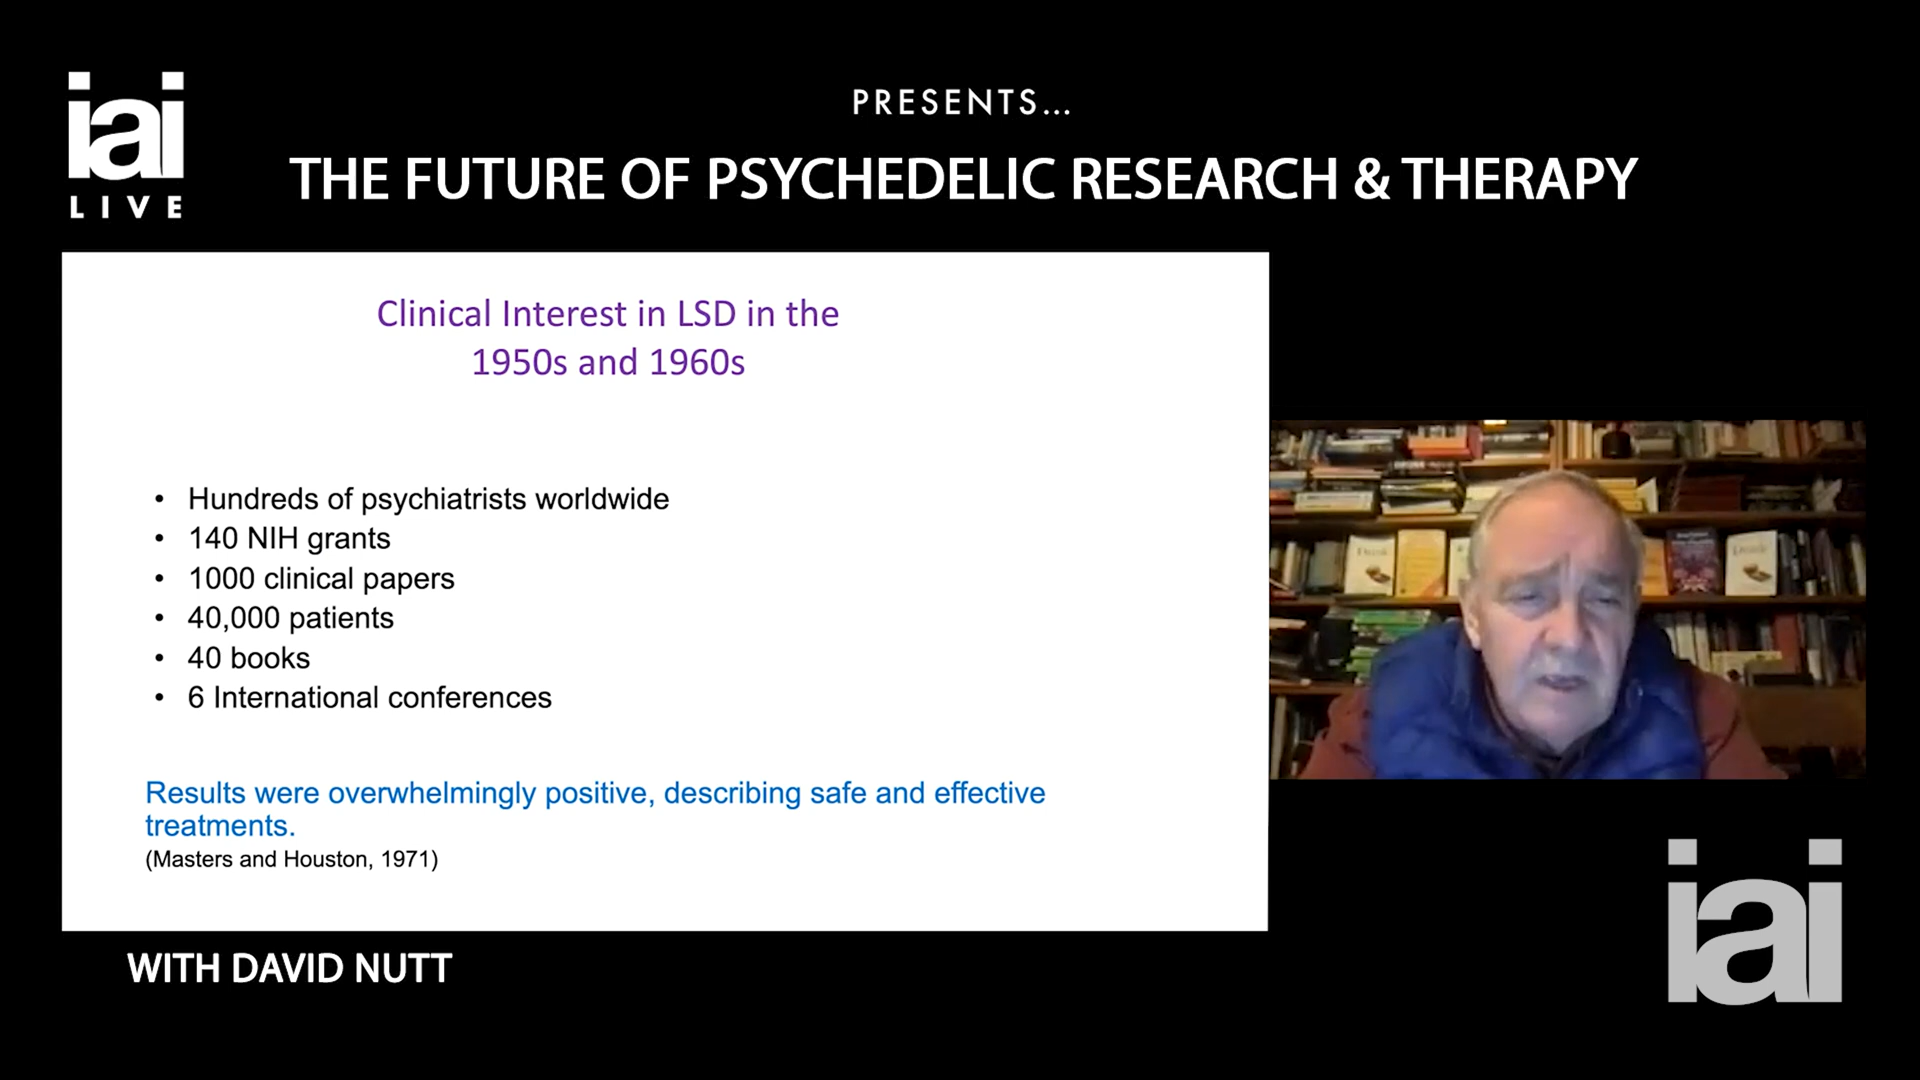 iai
LIVE
PRESENTS...
THE FUTURE OF PSYCHEDELIC RESEARCH & THERAPY
Clinical Interest in LSD in the
1950s and 1960s
• Hundreds of psychiatrists worldwide
• 140 NIH grants
• 1000 clinical papers
• 40,000 patients
• 40 books
• 6 International conferences
Results were overwhelmingly positive, describing safe and effective
treatments.
(Masters and Houston, 1971)
WITH DAVID NUTT
iai